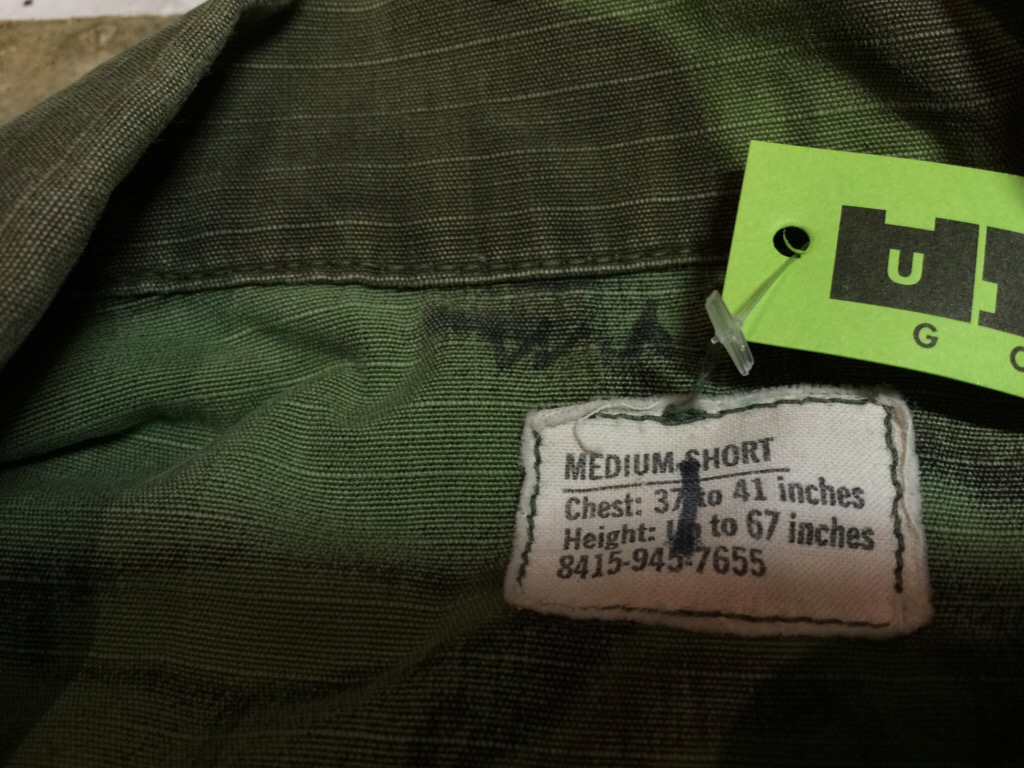 U
G
MEDIUM-SHORT
Chest: 37 to 41 inches
Height: Up to 67 inches
8415-945-7655